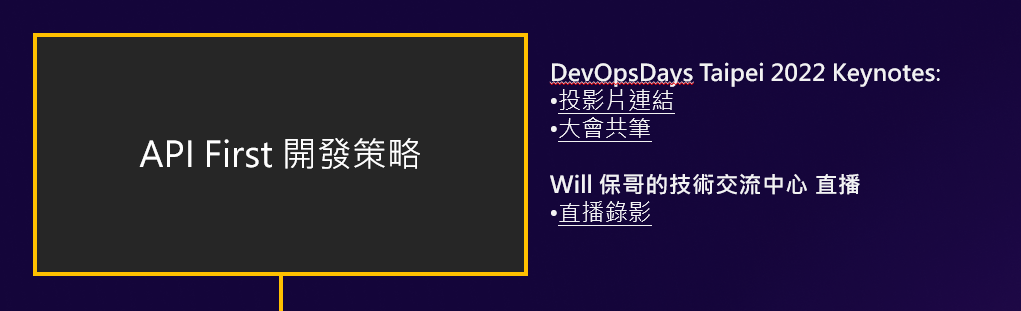 API First 開發策略
DevOpsDays Taipei 2022 Keynotes:
•投影片連結
•大會共筆
Will 保哥的技術交流中心 直播
•直播錄影